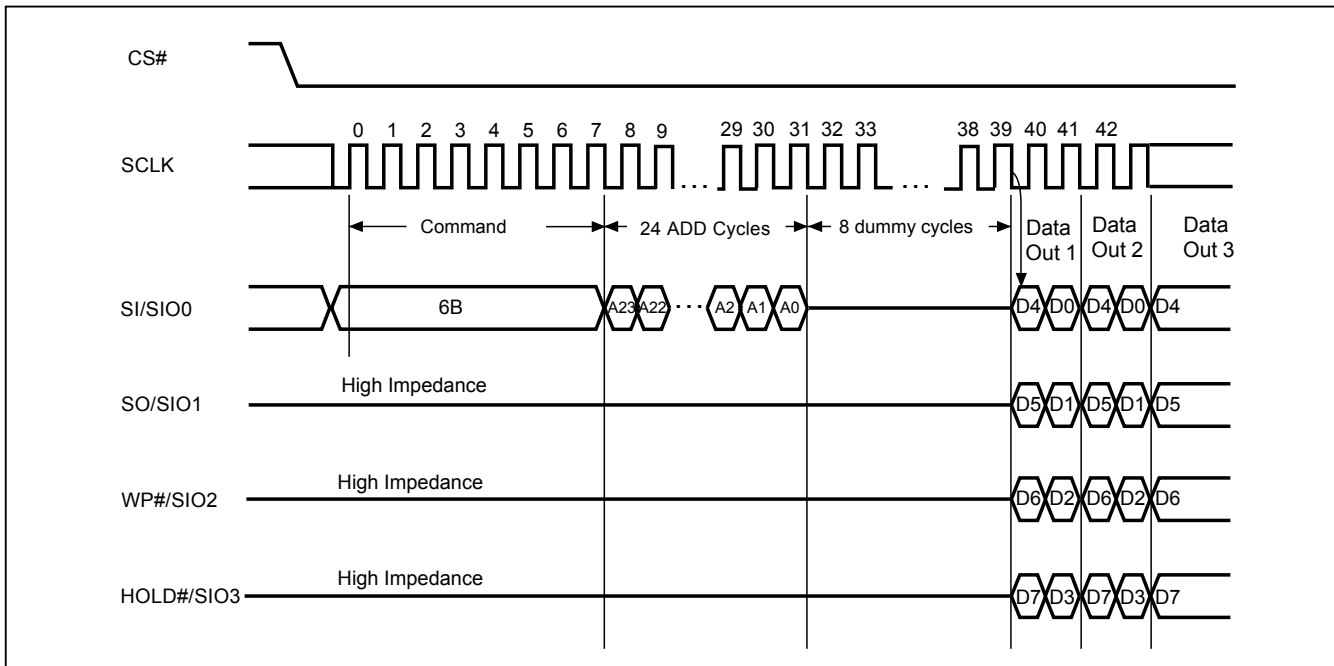 CS#
0 1 2 3 4 5 6 7 8 9 29 30 31 32 33 38 39 40 41 42
SCLK
. . . . . .
Command 24 ADD Cycles 8 dummy cycles
Data Out 1
Data Out 2
Data Out 3
SI/SIO0 6B A23 A22 · · · A2 A1 A0 D4 D0 D4 D0 D4
High Impedance
SO/SIO1 D5 D1 D5 D1 D5
High Impedance
WP#/SIO2 D6 D2 D6 D2 D6
High Impedance
HOLD#/SIO3 D7 D3 D7 D3 D7